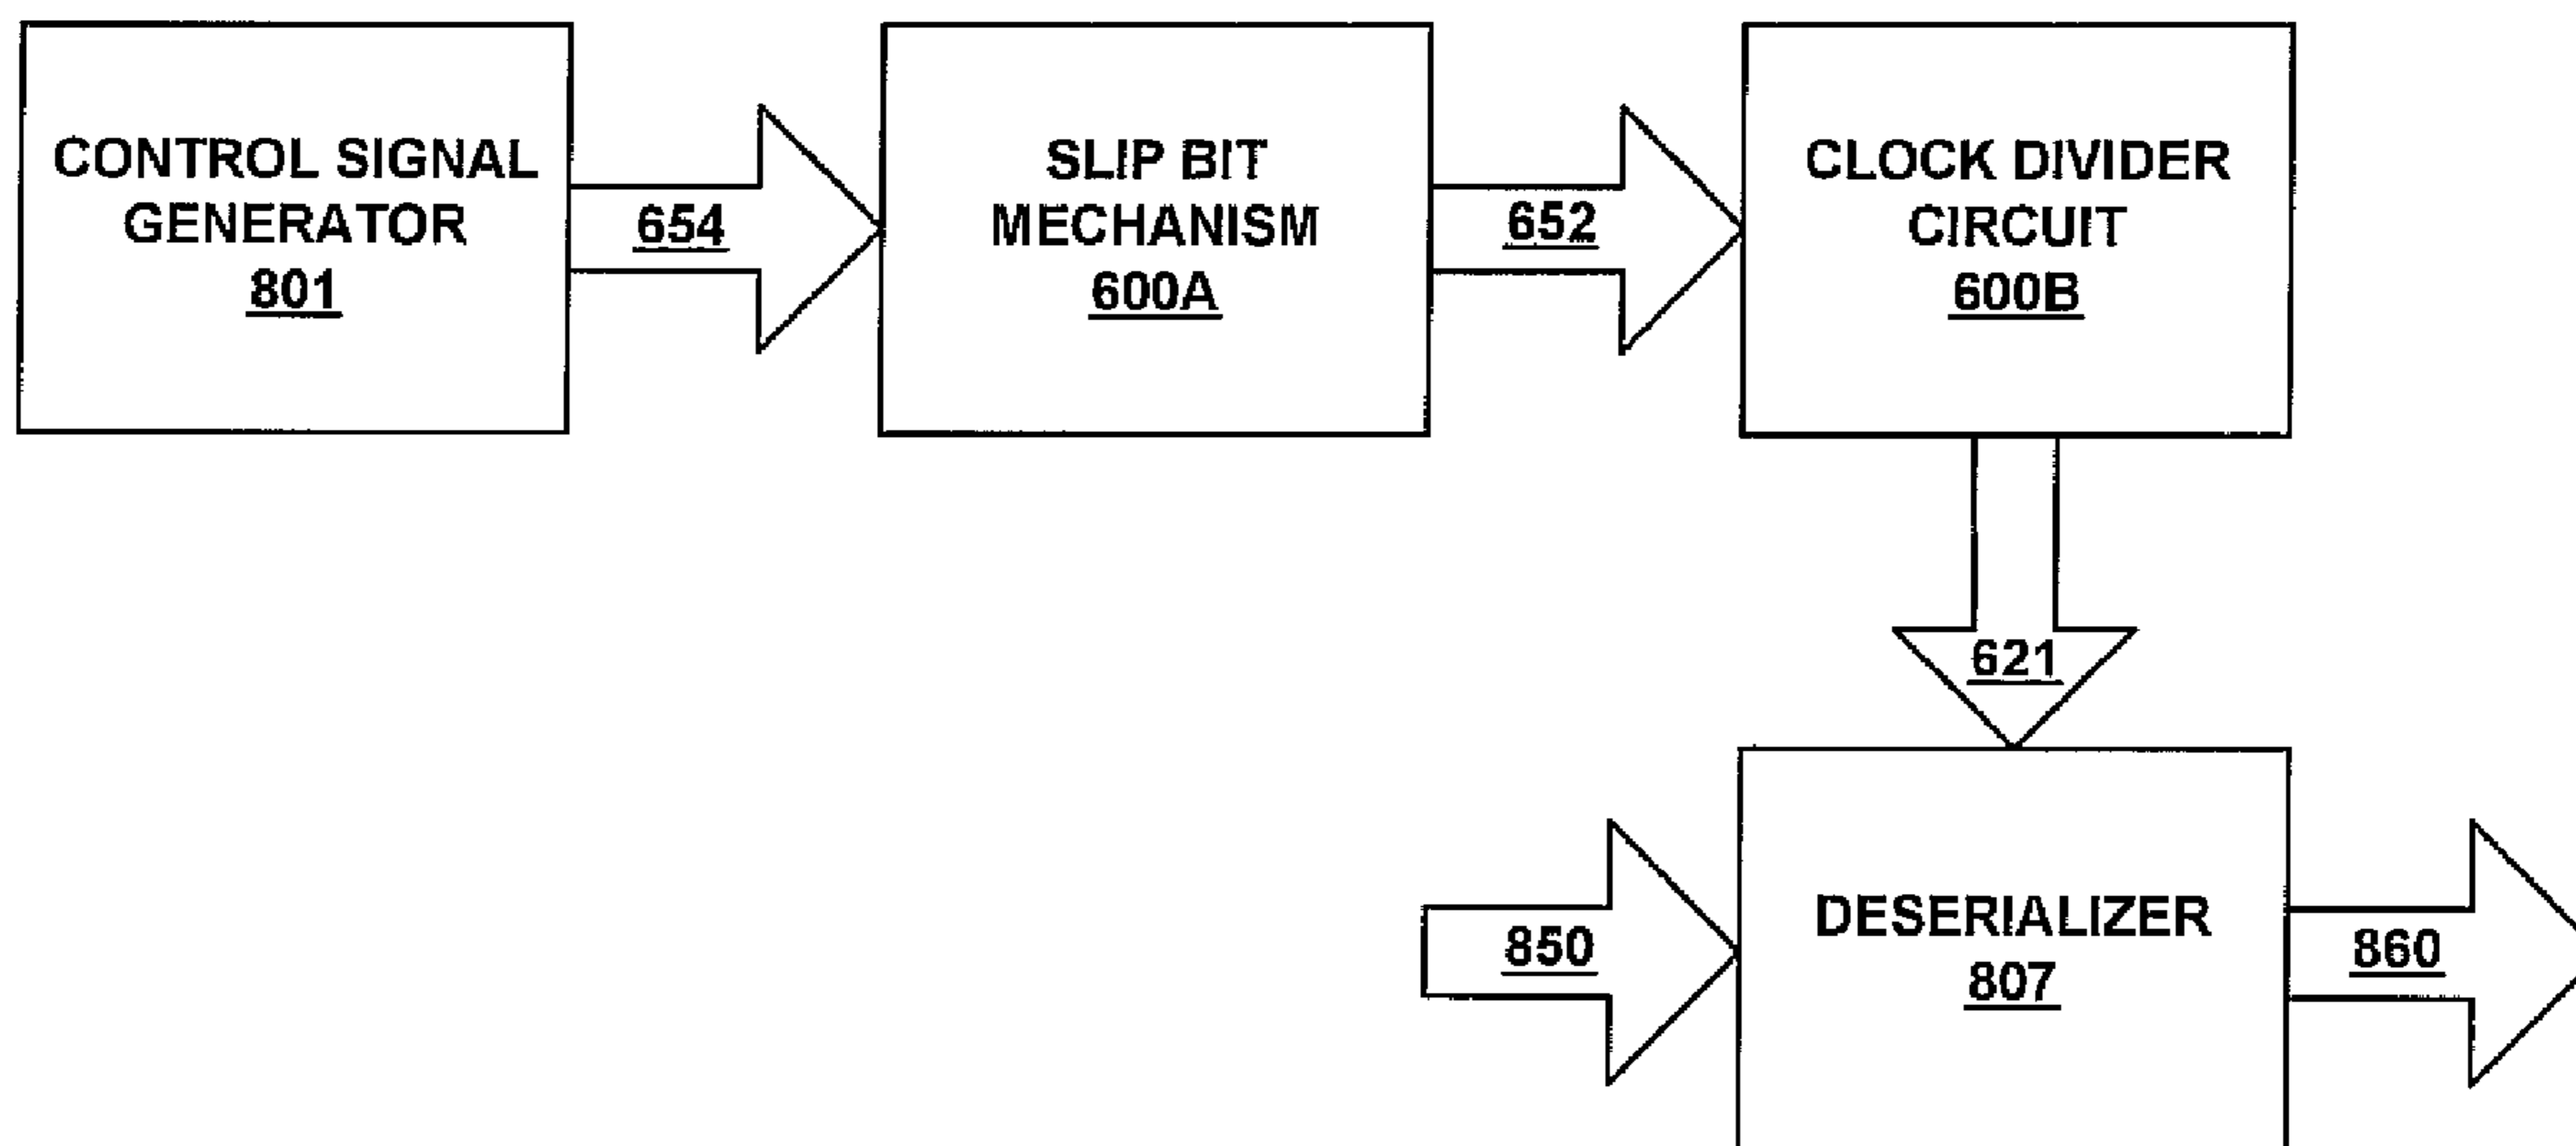 CONTROL SIGNAL
GENERATOR
801
654
SLIP BIT
MECHANISM
600A
652
CLOCK DIVIDER
CIRCUIT
600B
621
850
DESERIALIZER
807
860